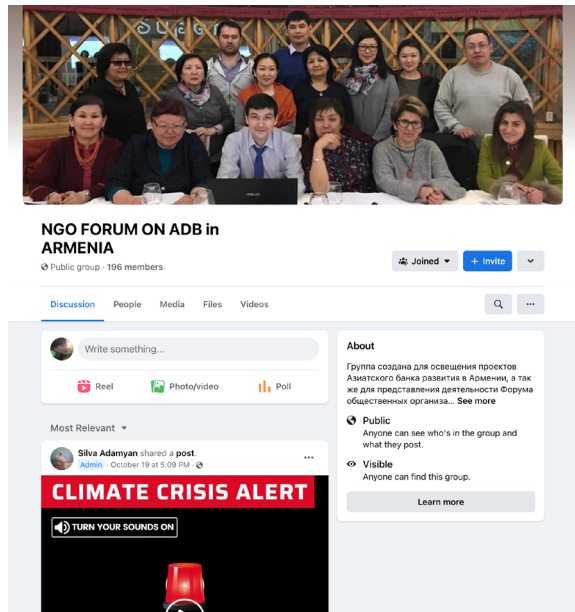 NGO FORUM ON ADB in
ARMENIA
Public group · 196 members
Joined
+ Invite
Discussion
People
Media
Files
Videos
Write something...
Reel
Photo/video
Poll
Most Relevant
Silva Adamyan shared a post.
Admin · October 19 at 5:09 PM ·
CLIMATE CRISIS ALERT
TURN YOUR SOUNDS ON
About
Группа создана для освещения проектов
Азиатского банка развития в Армении, а так
же для представления деятельности Форума
общественных организа... See more
Public
Anyone can see who's in the group and
what they post.
Visible
Anyone can find this group.
Learn more